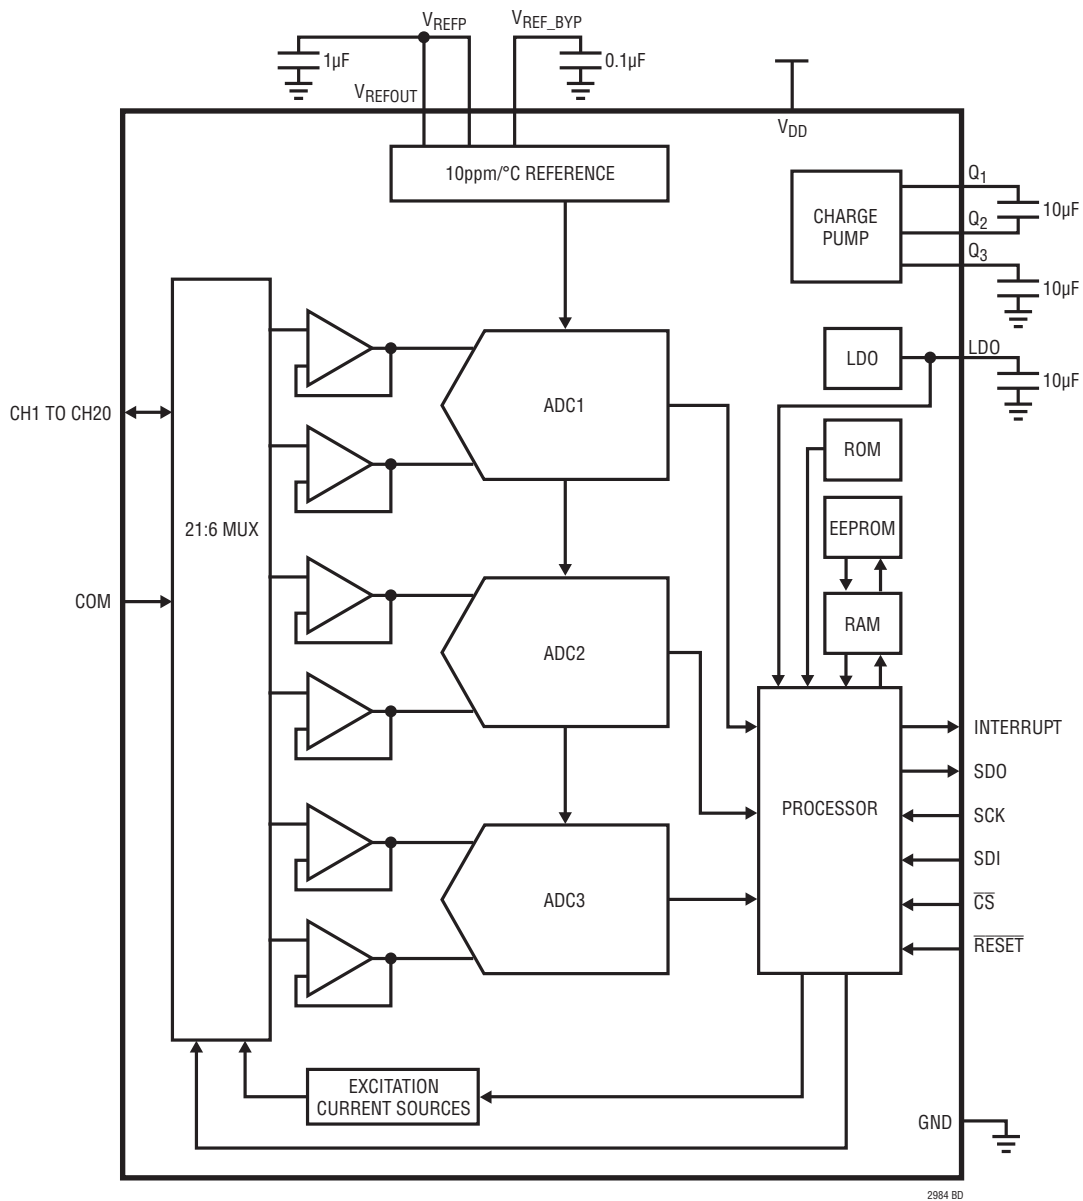 VREFP
VREF_BYP
1µF
0.1µF
VREFOUT
VDD
10ppm/°C REFERENCE
CHARGE
PUMP
Q1
Q2
Q3
10µF
10µF
LDO
LDO
10µF
ADC1
CH1 TO CH20
ROM
21:6 MUX
EEPROM
COM
RAM
ADC2
INTERRUPT
SDO
PROCESSOR
SCK
SDI
ADC3
C̅S̅
R̅E̅S̅E̅T̅
EXCITATION
CURRENT SOURCES
GND
2984 BD